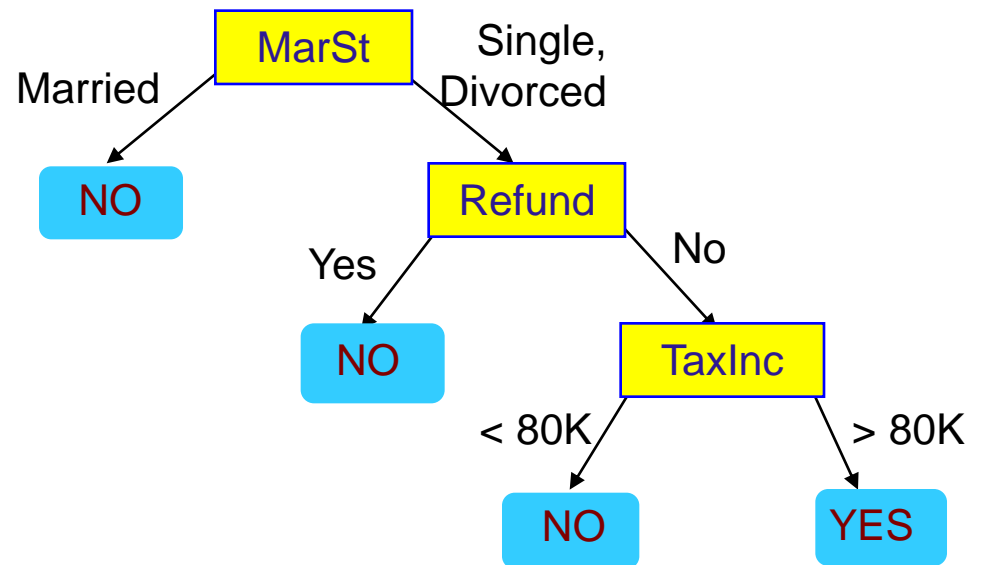 MarSt
Single,
Divorced
Married
NO
Refund
Yes
No
NO
TaxInc
< 80K
> 80K
NO
YES